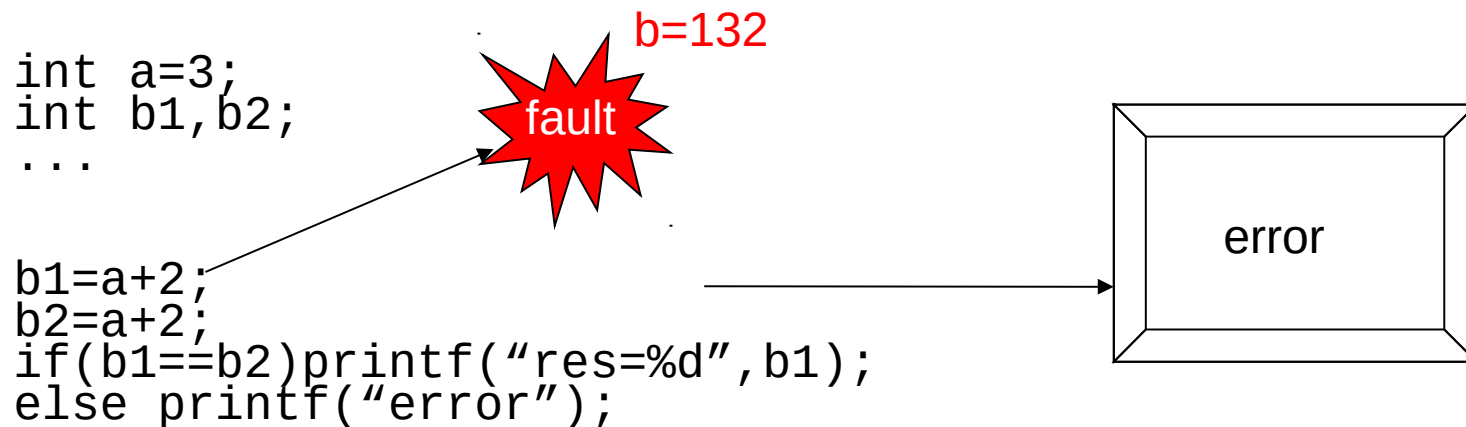 b=132
int a=3;
int b1,b2;
...
fault
b1=a+2;
b2=a+2;
if(b1==b2)printf(“res=%d”,b1);
else printf(“error”);
error